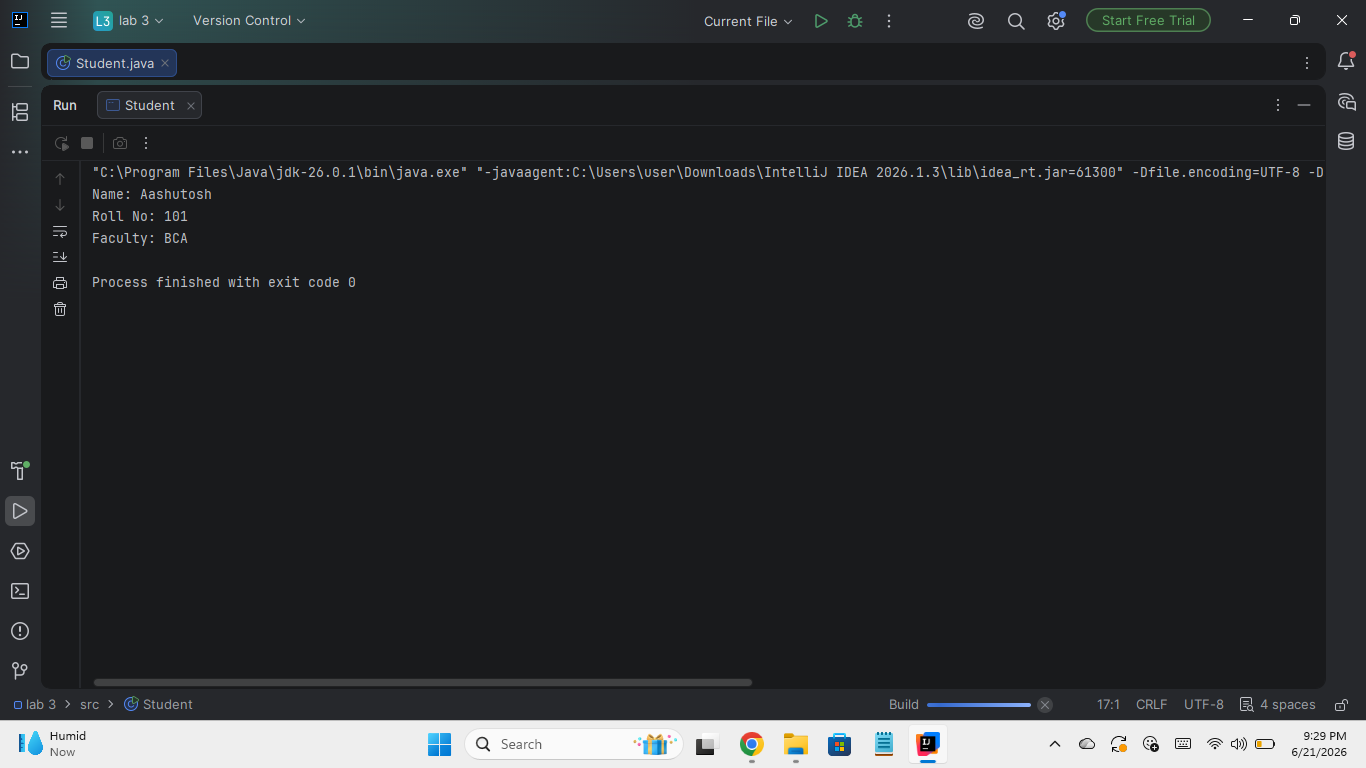 L3 lab 3
Version Control
Current File
Start Free Trial
Student.java
Run
Student
"C:\Program Files\Java\jdk-26.0.1\bin\java.exe" "-javaagent:C:\Users\user\Downloads\IntelliJ IDEA 2026.1.3\lib\idea_rt.jar=61300" -Dfile.encoding=UTF-8 -D
Name: Aashutosh
Roll No: 101
Faculty: BCA
Process finished with exit code 0
lab 3 > src > Student
Build
17:1 CRLF UTF-8 4 spaces
Humid
Now
Search
9:29 PM
6/21/2026